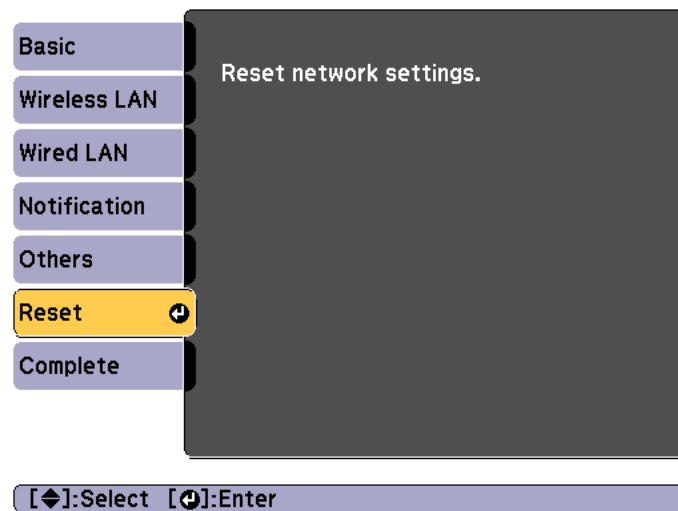 Basic
Reset network settings.
Wireless LAN
Wired LAN
Notification
Others
Reset
Complete
[◆]:Select [⏎]:Enter